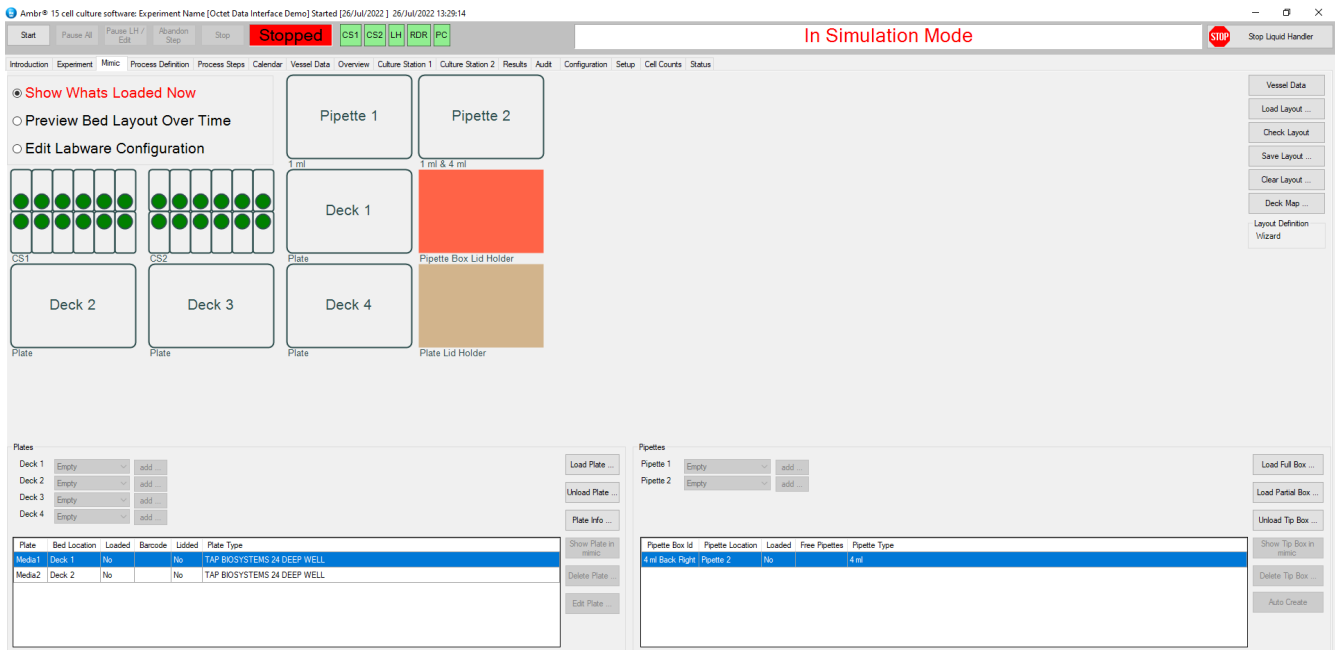 Ambr® 15 cell culture software: Experiment Name [Octet Data Interface Demo] Started [26/Jul/2022 ] 26/Jul/2022 13:29:14
Start Pause All Pause LH / Edit Abandon Step Stop Stopped CS1 CS2 LH RDR PC In Simulation Mode STOP Stop Liquid Handler
Introduction Experiment Mimic Process Definition Process Steps Calendar Vessel Data Overview Culture Station 1 Culture Station 2 Results Audit Configuration Setup Cell Counts Status
Show Whats Loaded Now
Preview Bed Layout Over Time
Edit Labware Configuration
Pipette 1
1 ml
Pipette 2
1 ml & 4 ml
CS1
CS2
Deck 1
Plate
Pipette Box Lid Holder
Deck 2
Plate
Deck 3
Plate
Deck 4
Plate
Plate Lid Holder
Vessel Data
Load Layout ...
Check Layout
Save Layout ...
Clear Layout ...
Deck Map ...
Layout Definition
Wizard
Plates
Deck 1 Empty add ...
Deck 2 Empty add ...
Deck 3 Empty add ...
Deck 4 Empty add ...
Load Plate ...
Unload Plate ...
Plate Info ...
Show Plate in mimic
Delete Plate ...
Edit Plate ...
Plate Bed Location Loaded Barcode Lidded Plate Type
Media1 Deck 1 No No TAP BIOSYSTEMS 24 DEEP WELL
Media2 Deck 2 No No TAP BIOSYSTEMS 24 DEEP WELL
Pipettes
Pipette 1 Empty add ...
Pipette 2 Empty add ...
Load Full Box ...
Load Partial Box ...
Unload Tip Box ...
Show Tip Box in mimic
Delete Tip Box ...
Auto Create
Pipette Box Id Pipette Location Loaded Free Pipettes Pipette Type
4 ml Back Right Pipette 2 No 4 ml